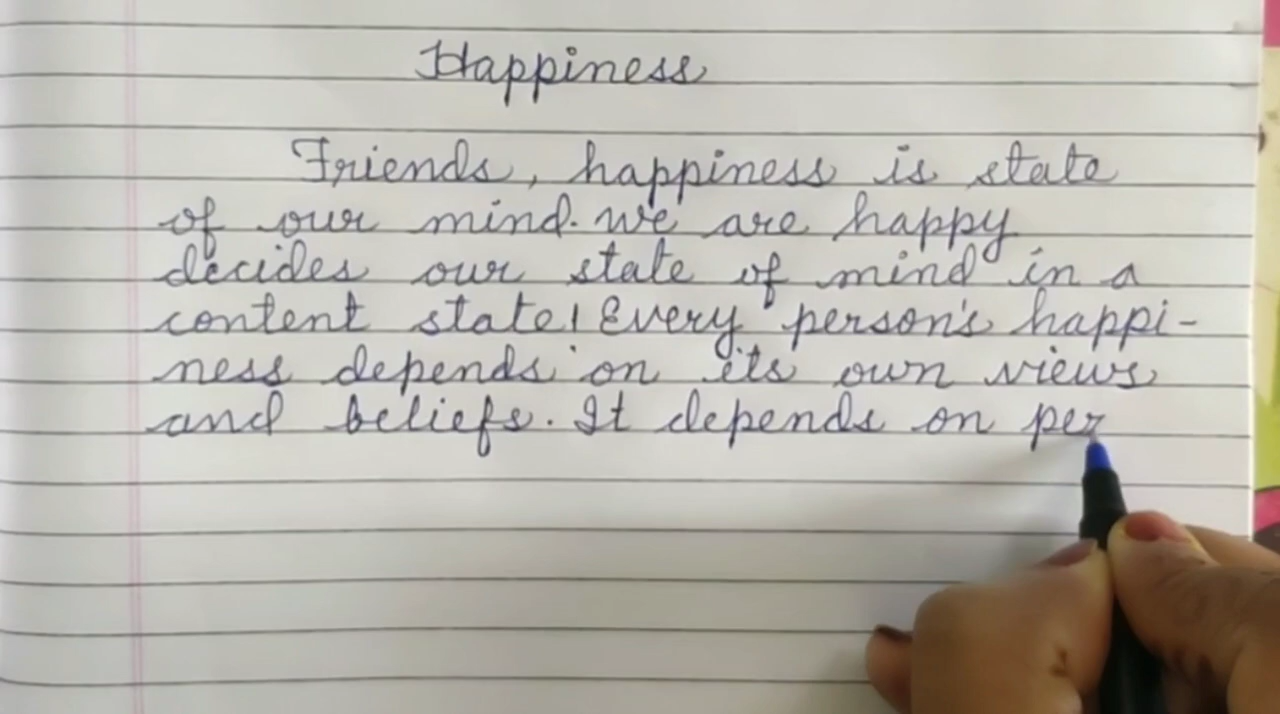 Happiness
Friends, happiness is state
of our mind. We are happy
decides our state of mind in a
content state! Every person's happi-
ness depends on its own views
and beliefs. It depends on per